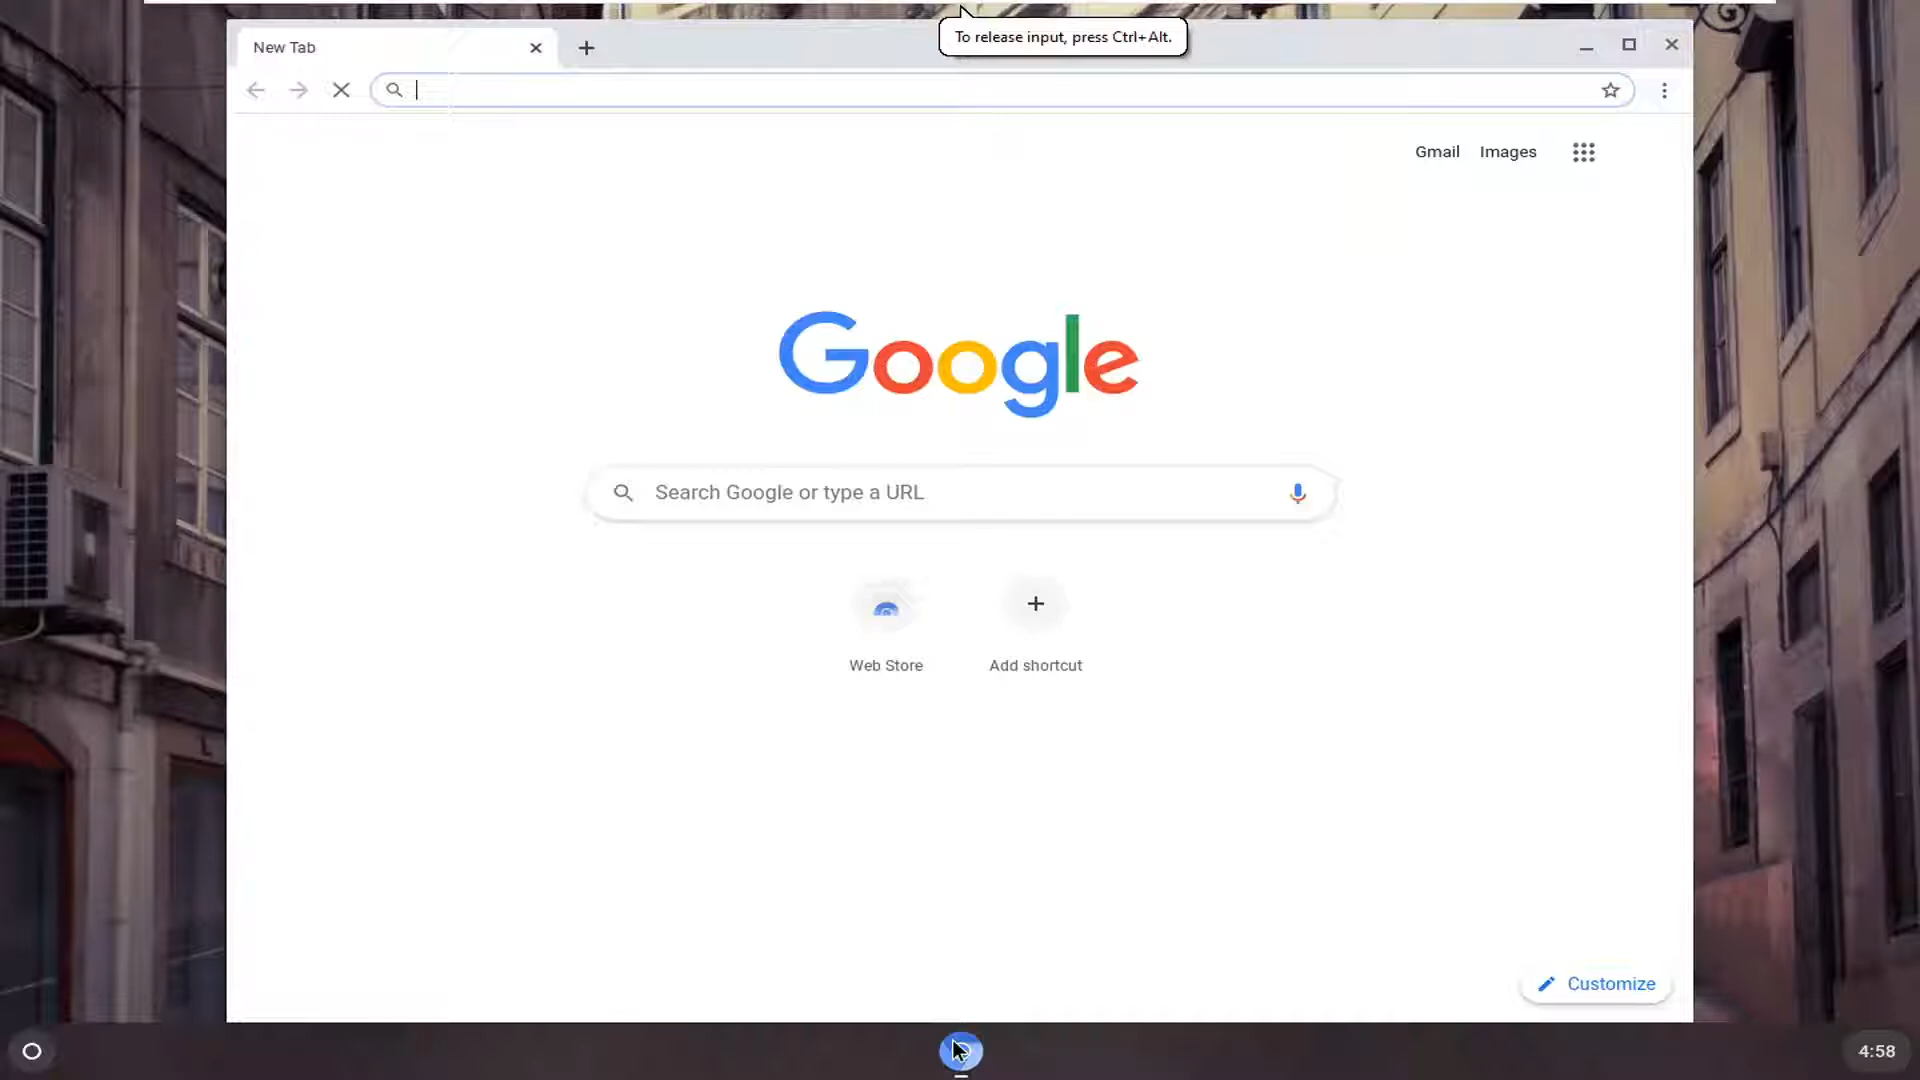 To release input, press Ctrl+Alt.
New Tab
Gmail Images
Google
Search Google or type a URL
Web Store Add shortcut
Customize
4:58